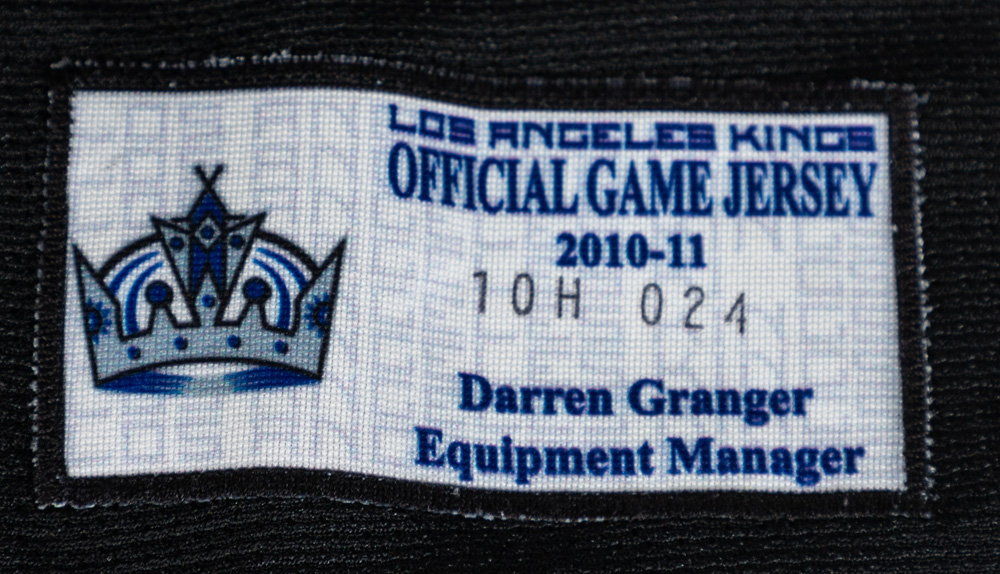 LOS ANGELES KINGS
OFFICIAL GAME JERSEY
2010-11
10H 024
Darren Granger
Equipment Manager